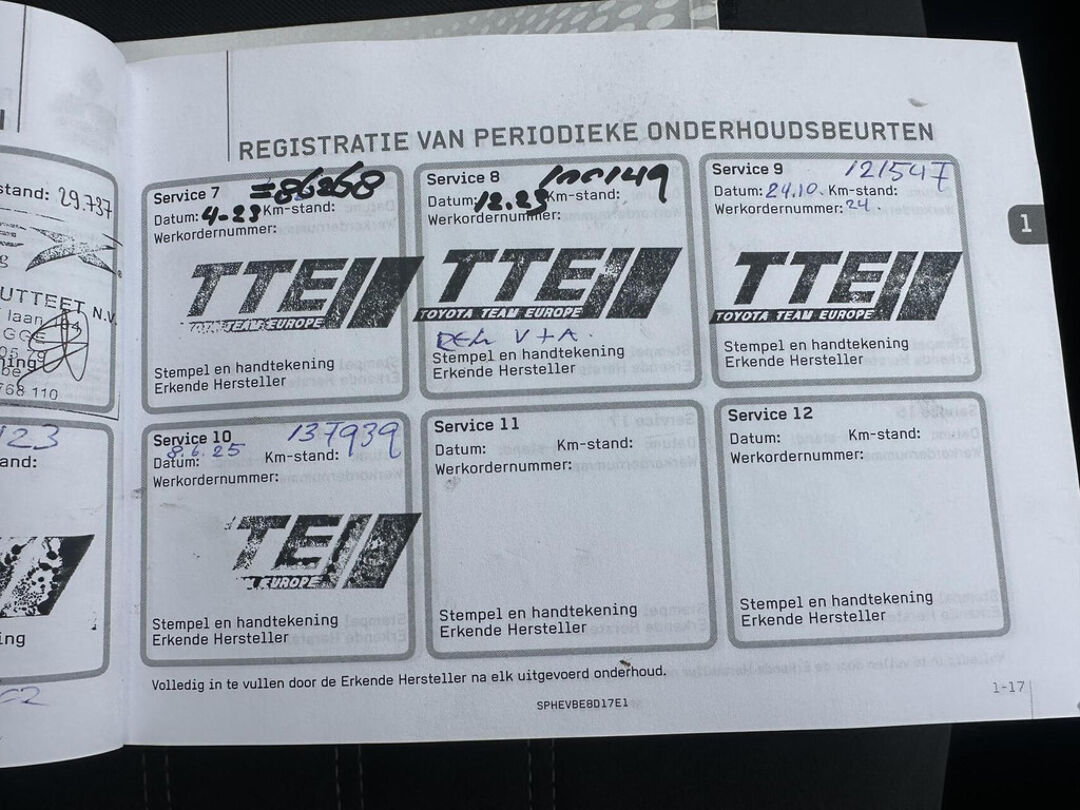 stand: 29.737
UTTEET N.V.
laan 104
768 110
123
and:
ing
REGISTRATIE VAN PERIODIEKE ONDERHOUDSBEURTEN
Service 7 =86268
Datum: 4-23 Km-stand:
Werkordernummer:
TTE
TOYOTA TEAM EUROPE
Stempel en handtekening
Erkende Hersteller
Service 8 100149
Datum: 12.23 Km-stand:
Werkordernummer:
TTE
TOYOTA TEAM EUROPE
REM V+A.
Stempel en handtekening
Erkende Hersteller
Service 9 121547
Datum: 24.10. Km-stand:
Werkordernummer: 24.
TTE
TOYOTA TEAM EUROPE
Stempel en handtekening
Erkende Hersteller
Service 10 137939
8.6.25
Datum: Km-stand:
Werkordernummer:
TE
EUROPE
Stempel en handtekening
Erkende Hersteller
Service 11
Datum: Km-stand:
Werkordernummer:
Stempel en handtekening
Erkende Hersteller
Service 12
Datum: Km-stand:
Werkordernummer:
Stempel en handtekening
Erkende Hersteller
Volledig in te vullen door de Erkende Hersteller na elk uitgevoerd onderhoud.
SPHEVBE8D17E1
1-17
1